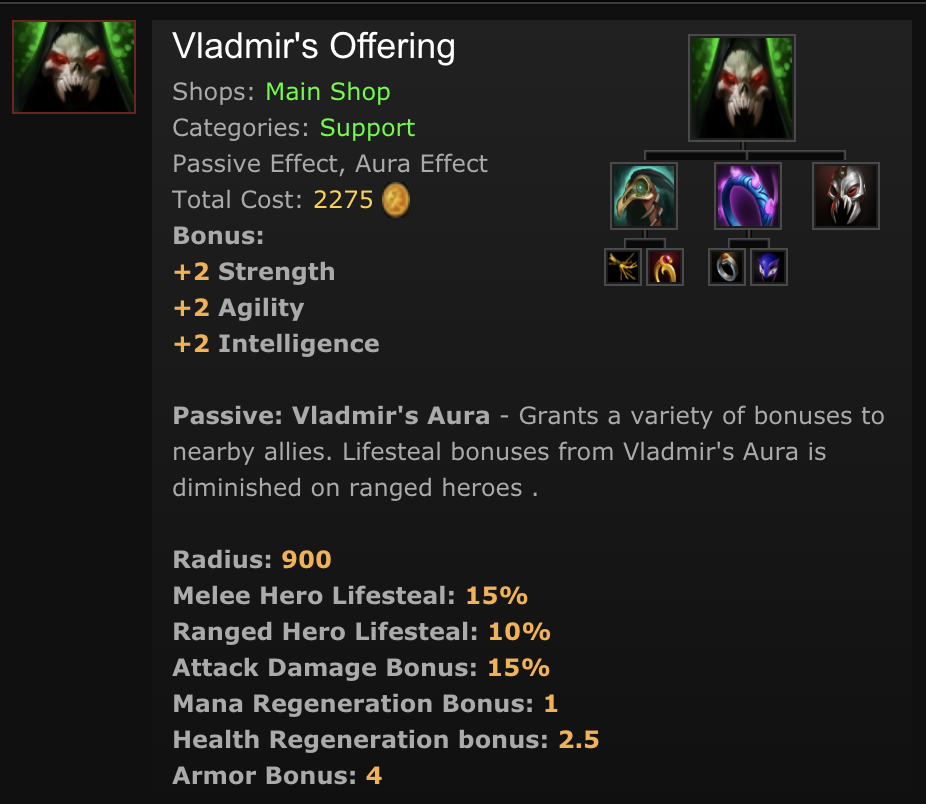 Vladmir's Offering
Shops: Main Shop
Categories: Support
Passive Effect, Aura Effect
Total Cost: 2275
Bonus:
+2 Strength
+2 Agility
+2 Intelligence
Passive: Vladmir's Aura - Grants a variety of bonuses to
nearby allies. Lifesteal bonuses from Vladmir's Aura is
diminished on ranged heroes .
Radius: 900
Melee Hero Lifesteal: 15%
Ranged Hero Lifesteal: 10%
Attack Damage Bonus: 15%
Mana Regeneration Bonus: 1
Health Regeneration bonus: 2.5
Armor Bonus: 4